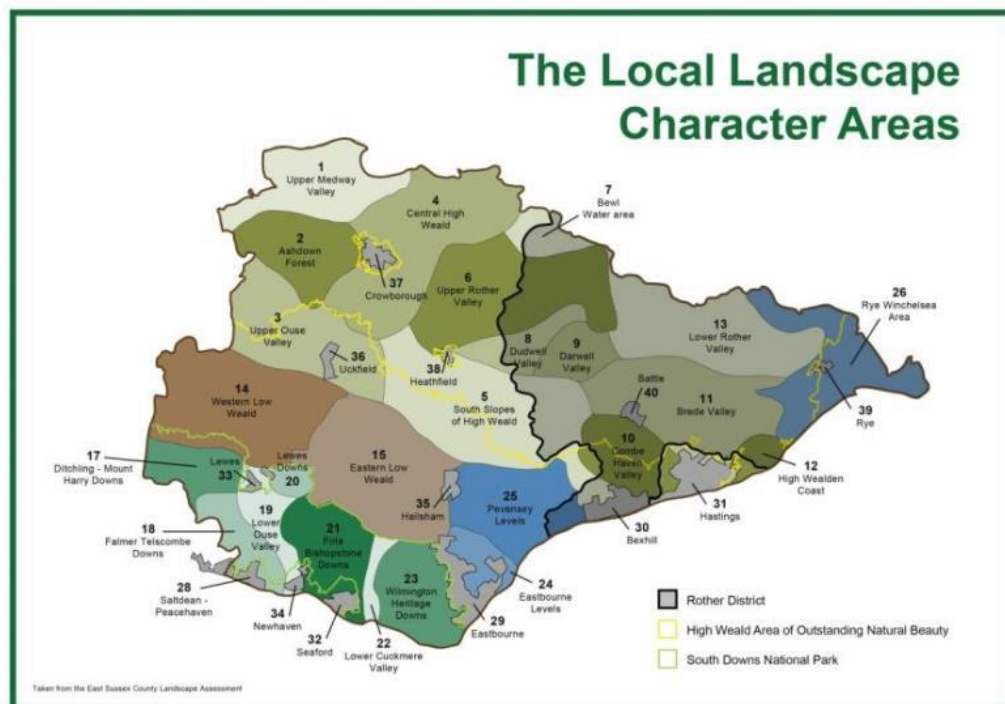 The Local Landscape
Character Areas
1
Upper Medway
Valley
4
Central High
Weald
7
Bewl
Water area
2
Ashdown
Forest
37
Crowborough
6
Upper Rother
Valley
26
Rye Winchelsea
Area
3
Upper Ouse
Valley
36
Uckfield
38
Heathfield
8
Dudwell
Valley
9
Darwell
Valley
13
Lower Rother
Valley
14
Western Low
Weald
5
South Slopes
of High Weald
Battle
40
11
Brede Valley
39
Rye
17
Ditchling - Mount
Harry Downs
Lewes
33
Lewes
Downs
20
15
Eastern Low
Weald
10
Combe
Haven
Valley
12
High Wealden
Coast
35
Hailsham
25
Pevensey
Levels
31
Hastings
18
Falmer Telscombe
Downs
19
Lower
Ouse
Valley
21
Firle
Bishopstone
Downs
30
Bexhill
28
Saltdean -
Peacehaven
34
Newhaven
32
Seaford
22
Lower Cuckmere
Valley
23
Wilmington
Heritage
Downs
24
Eastbourne
Levels
29
Eastbourne
Rother District
High Weald Area of Outstanding Natural Beauty
South Downs National Park
Taken from the East Sussex County Landscape Assessment